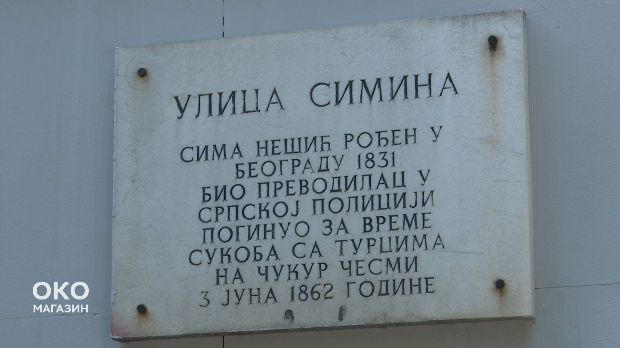 УЛИЦА СИМИНА
СИМА НЕШИЋ РОЂЕН У
БЕОГРАДУ 1831
БИО ПРЕВОДИЛАЦ У
СРПСКОЈ ПОЛИЦИЈИ
ПОГИНУО ЗА ВРЕМЕ
СУКОБА СА ТУРЦИМА
НА ЧУКУР ЧЕСМИ
3 ЈУНА 1862 ГОДИНЕ
ОКО
МАГАЗИН